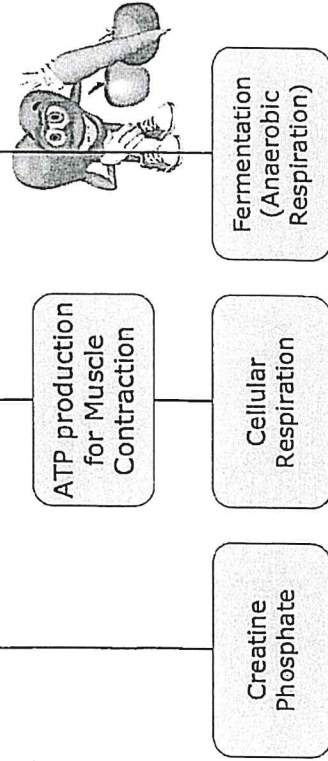 ATP production
for Muscle
Contraction
Creatine
Phosphate
Cellular
Respiration
Fermentation
(Anaerobic
Respiration)